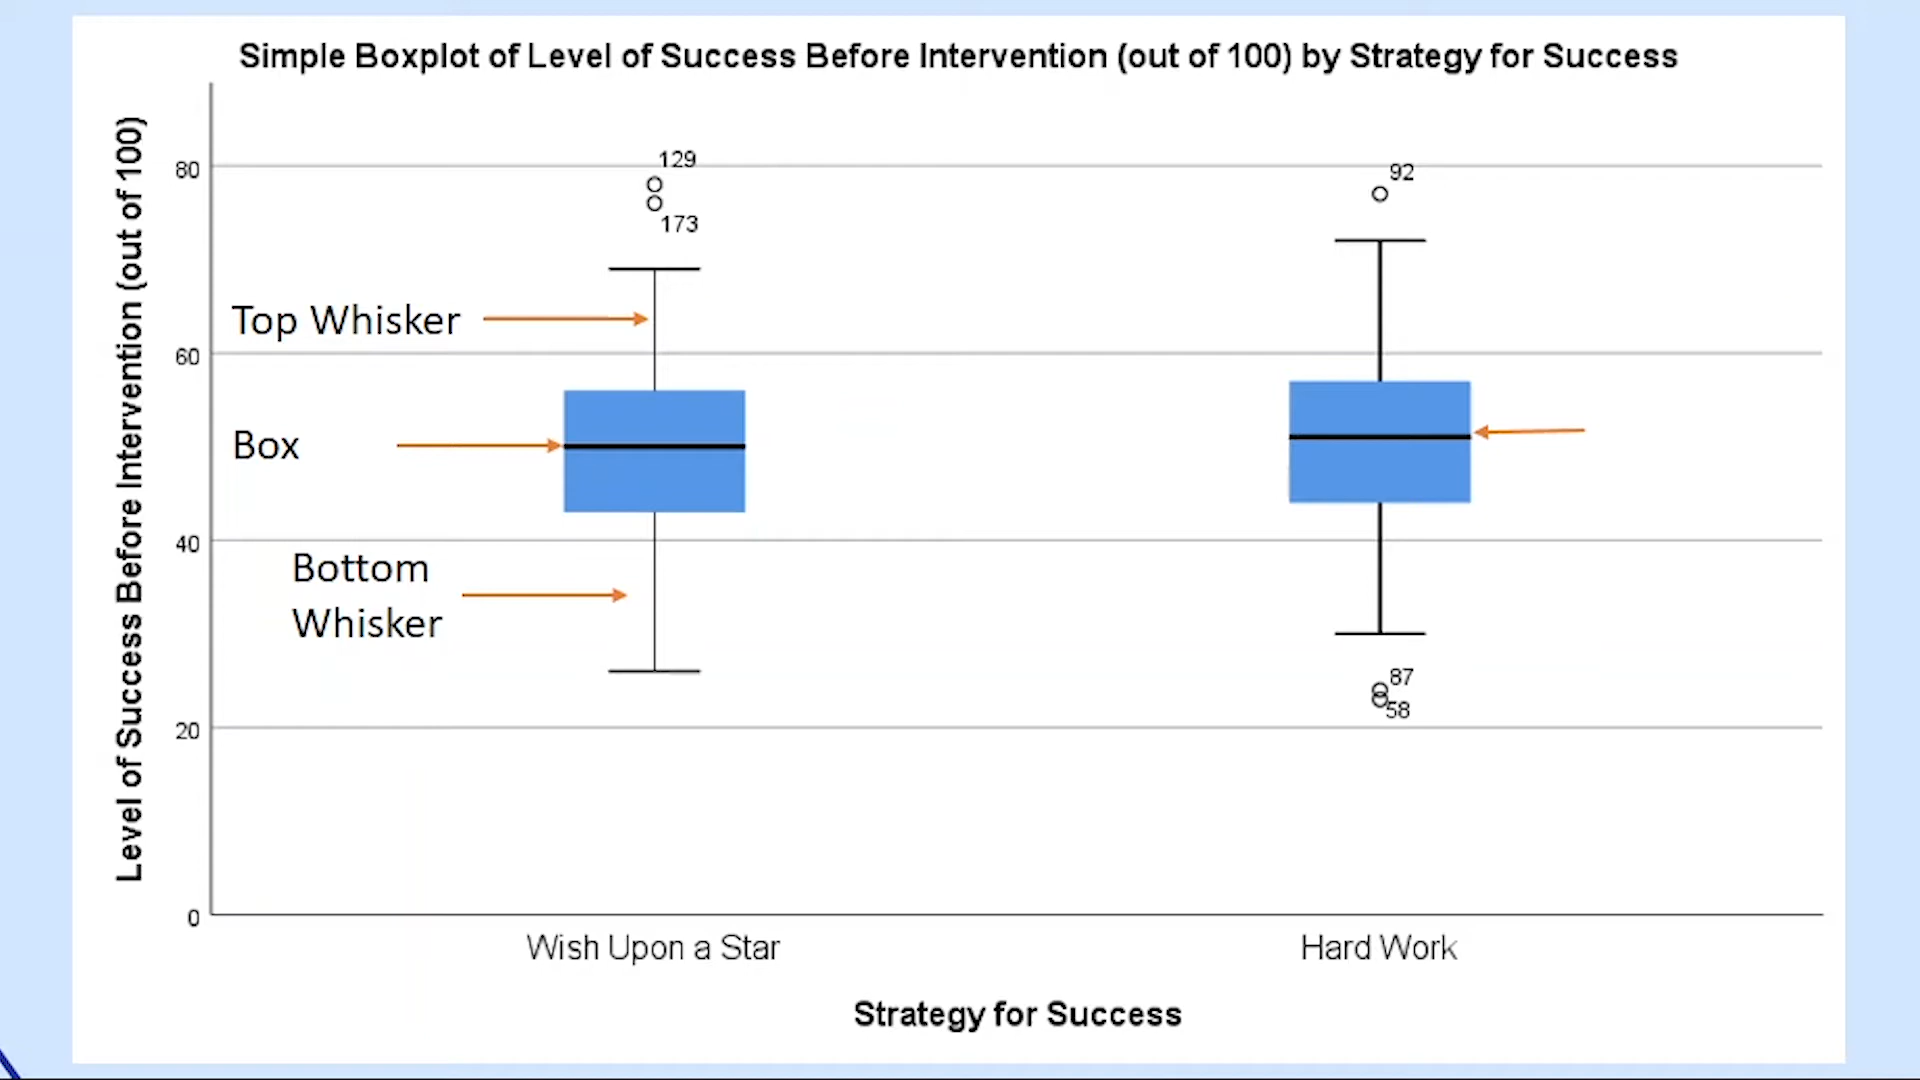 Simple Boxplot of Level of Success Before Intervention (out of 100) by Strategy for Success
Level of Success Before Intervention (out of 100)
80
60
40
20
0
129
173
92
Top Whisker
Box
Bottom
Whisker
87
58
Wish Upon a Star
Hard Work
Strategy for Success